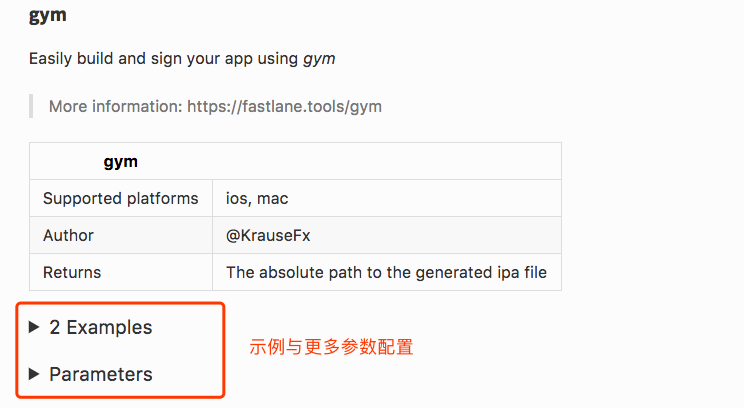 gym
Easily build and sign your app using gym
More information: https://fastlane.tools/gym
gym
Supported platforms ios, mac
Author @KrauseFx
Returns The absolute path to the generated ipa file
2 Examples
示例与更多参数配置
Parameters